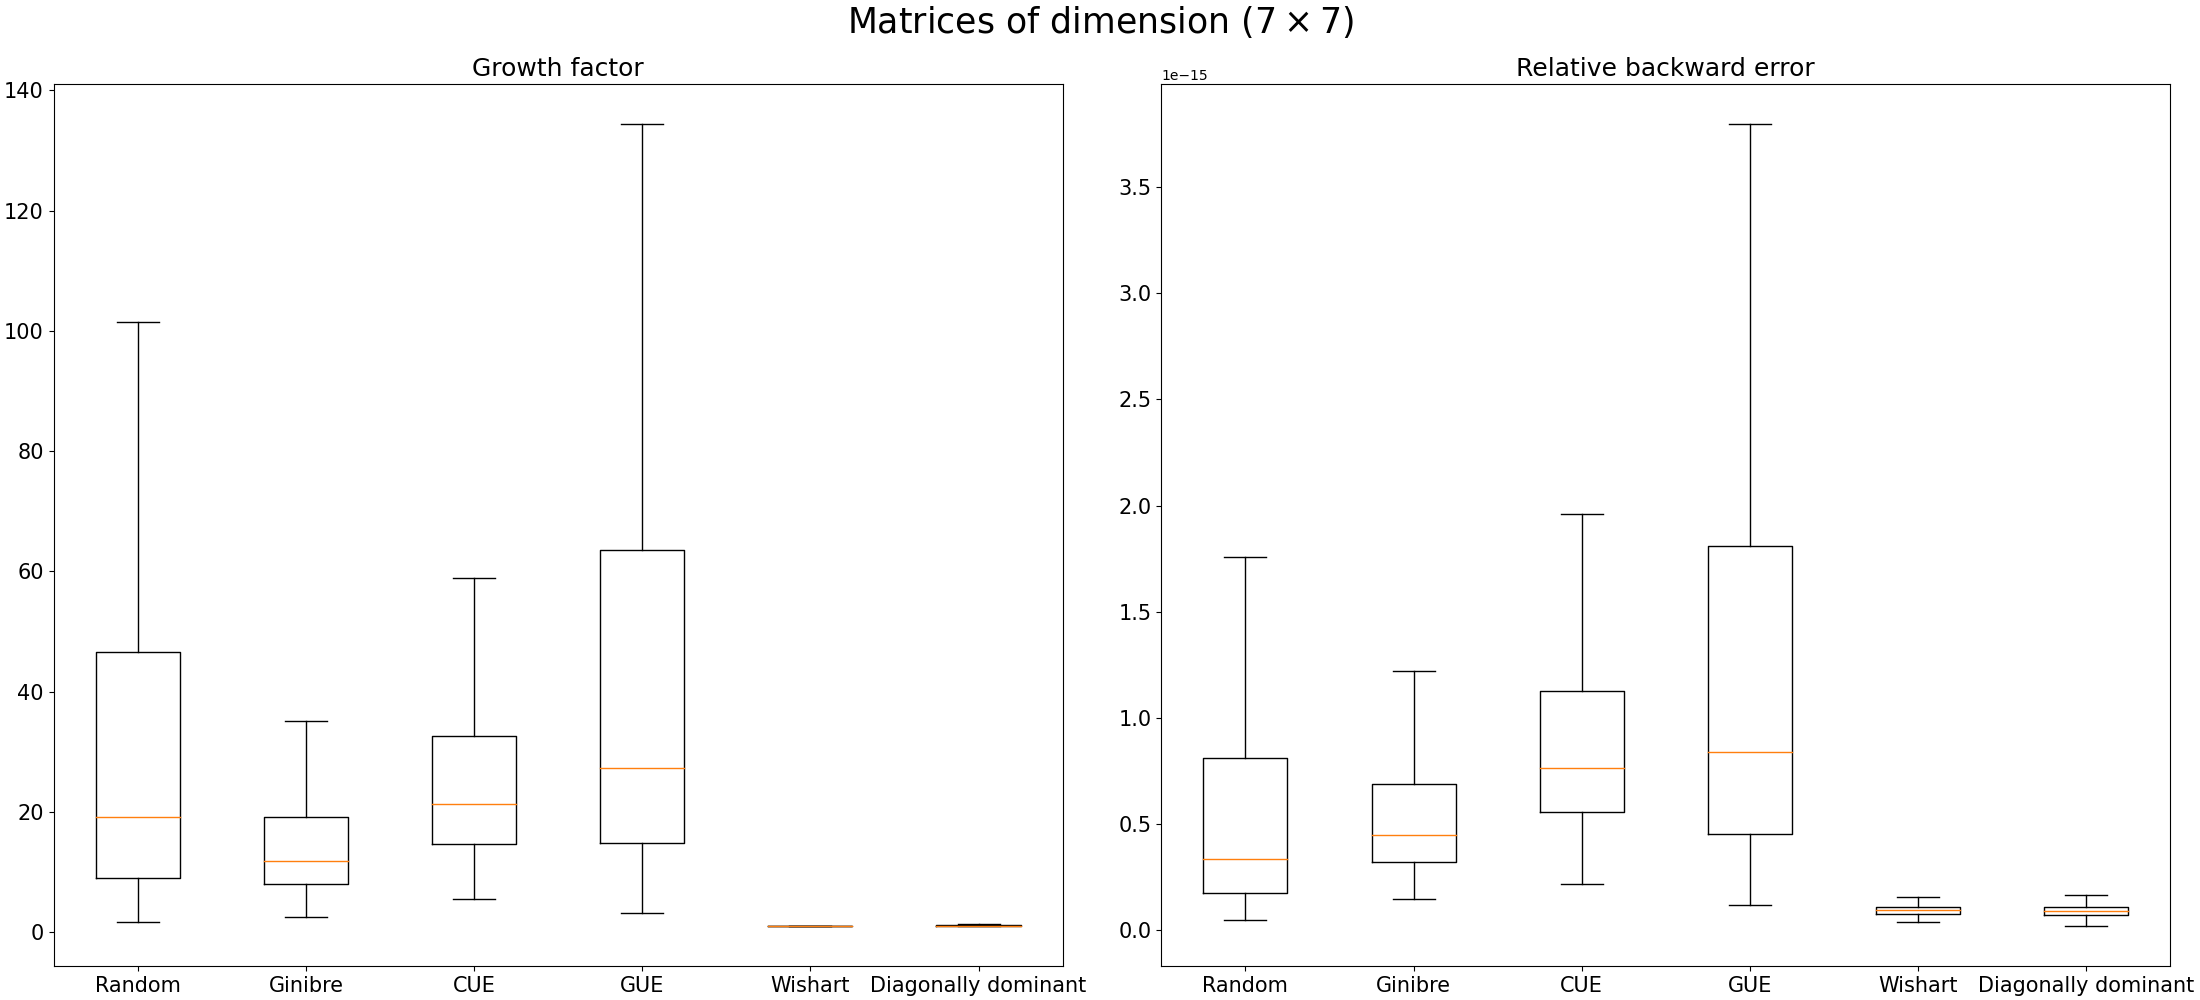 Matrices of dimension (7 × 7)
Growth factor
140
120
100
80
60
40
20
0
Random Ginibre CUE GUE Wishart Diagonally dominant
Relative backward error
1e−15
3.5
3.0
2.5
2.0
1.5
1.0
0.5
0.0
Random Ginibre CUE GUE Wishart Diagonally dominant